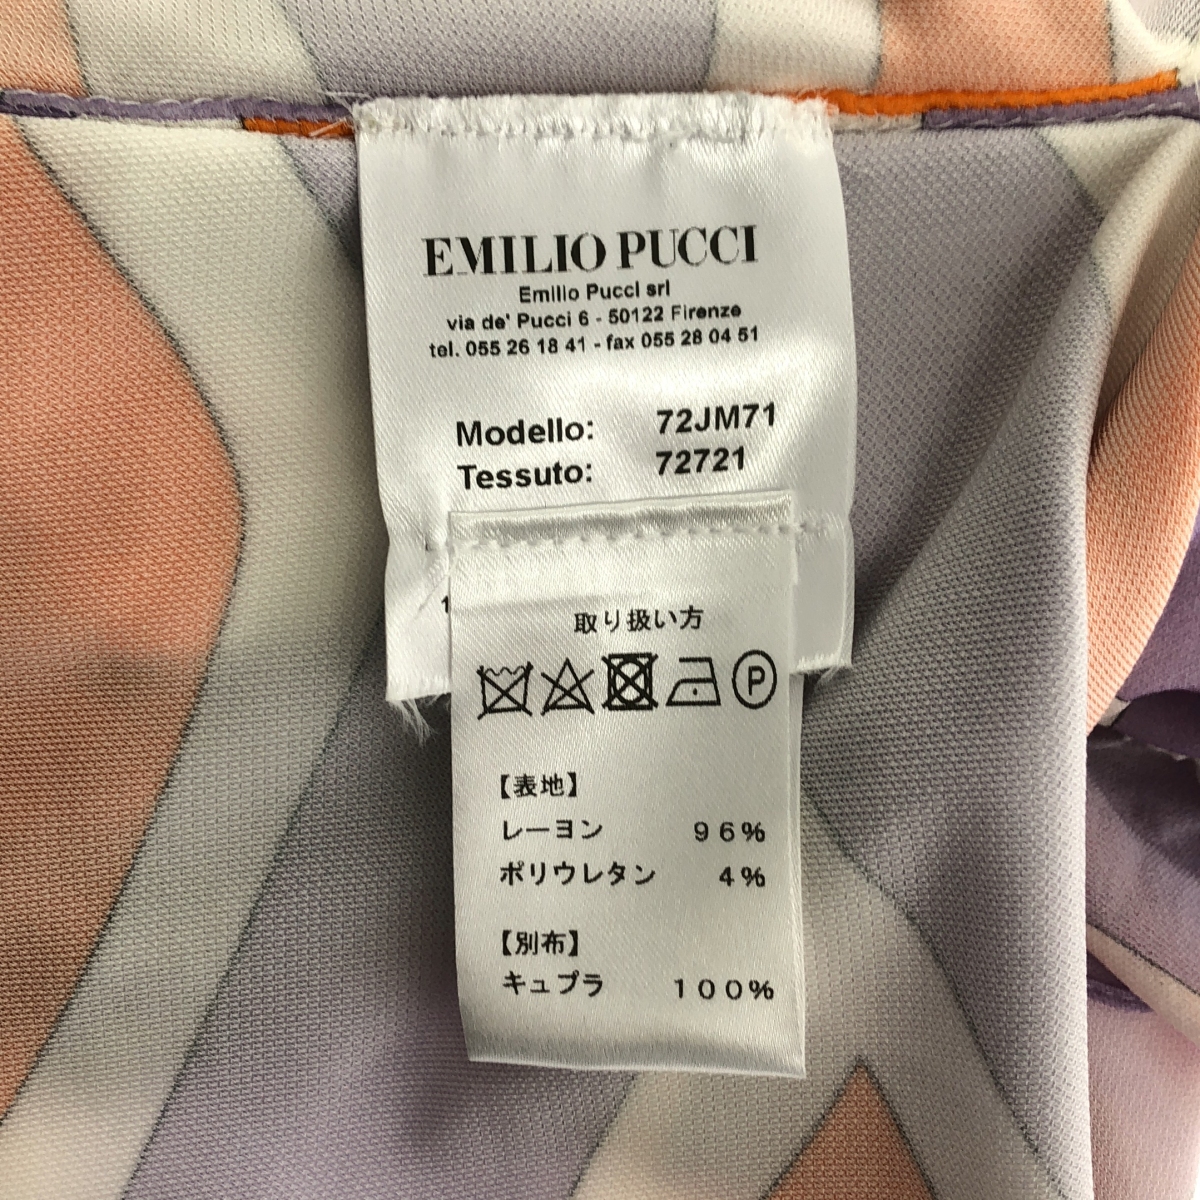 EMILIO PUCCI
Emilio Pucci srl
via de' Pucci 6 - 50122 Firenze
tel. 055 26 18 41 - fax 055 28 04 51
Modello: 72JM71
Tessuto: 72721
取り扱い方
P
【表地】
レーヨン 96%
ポリウレタン 4%
【別布】
キュプラ 100%